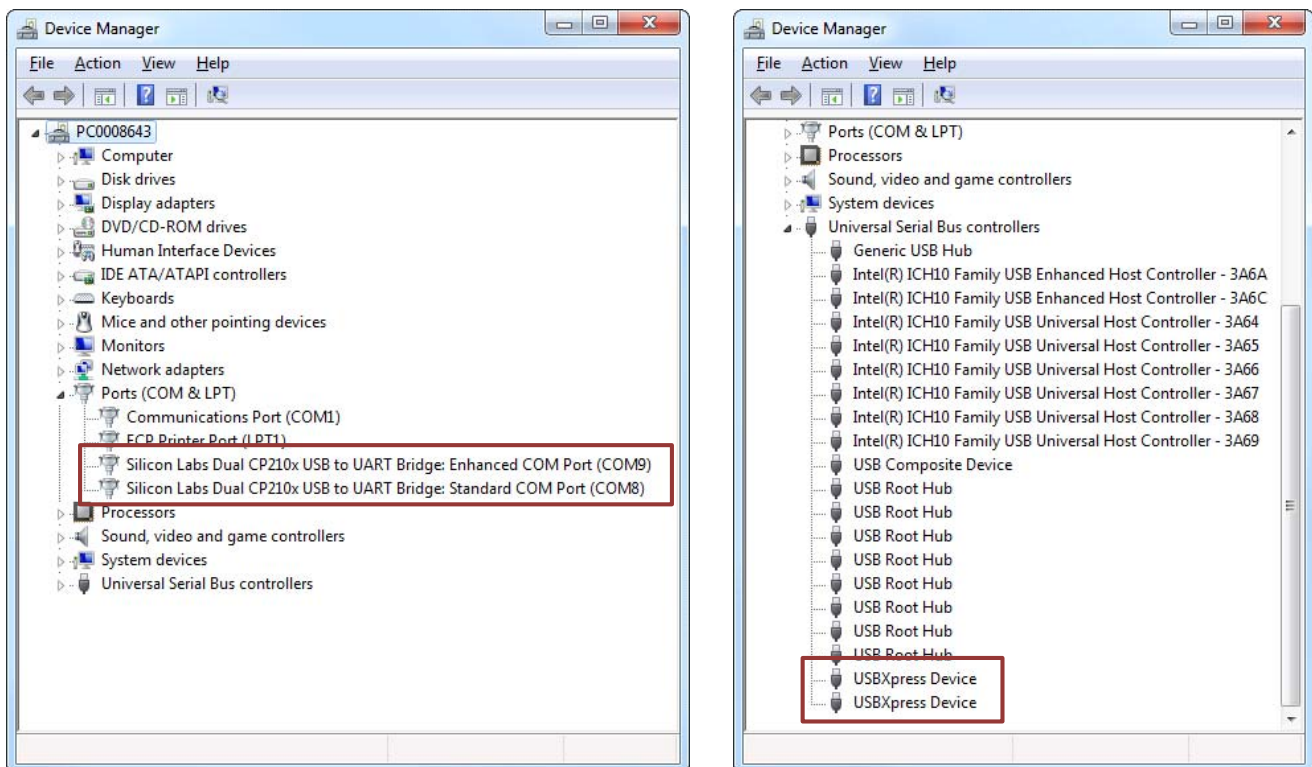 Device Manager
File Action View Help
PC0008643
Computer
Disk drives
Display adapters
DVD/CD-ROM drives
Human Interface Devices
IDE ATA/ATAPI controllers
Keyboards
Mice and other pointing devices
Monitors
Network adapters
Ports (COM & LPT)
Communications Port (COM1)
ECP Printer Port (LPT1)
Silicon Labs Dual CP210x USB to UART Bridge: Enhanced COM Port (COM9)
Silicon Labs Dual CP210x USB to UART Bridge: Standard COM Port (COM8)
Processors
Sound, video and game controllers
System devices
Universal Serial Bus controllers
Device Manager
File Action View Help
Ports (COM & LPT)
Processors
Sound, video and game controllers
System devices
Universal Serial Bus controllers
Generic USB Hub
Intel(R) ICH10 Family USB Enhanced Host Controller - 3A6A
Intel(R) ICH10 Family USB Enhanced Host Controller - 3A6C
Intel(R) ICH10 Family USB Universal Host Controller - 3A64
Intel(R) ICH10 Family USB Universal Host Controller - 3A65
Intel(R) ICH10 Family USB Universal Host Controller - 3A66
Intel(R) ICH10 Family USB Universal Host Controller - 3A67
Intel(R) ICH10 Family USB Universal Host Controller - 3A68
Intel(R) ICH10 Family USB Universal Host Controller - 3A69
USB Composite Device
USB Root Hub
USB Root Hub
USB Root Hub
USB Root Hub
USB Root Hub
USB Root Hub
USB Root Hub
USB Root Hub
USBXpress Device
USBXpress Device